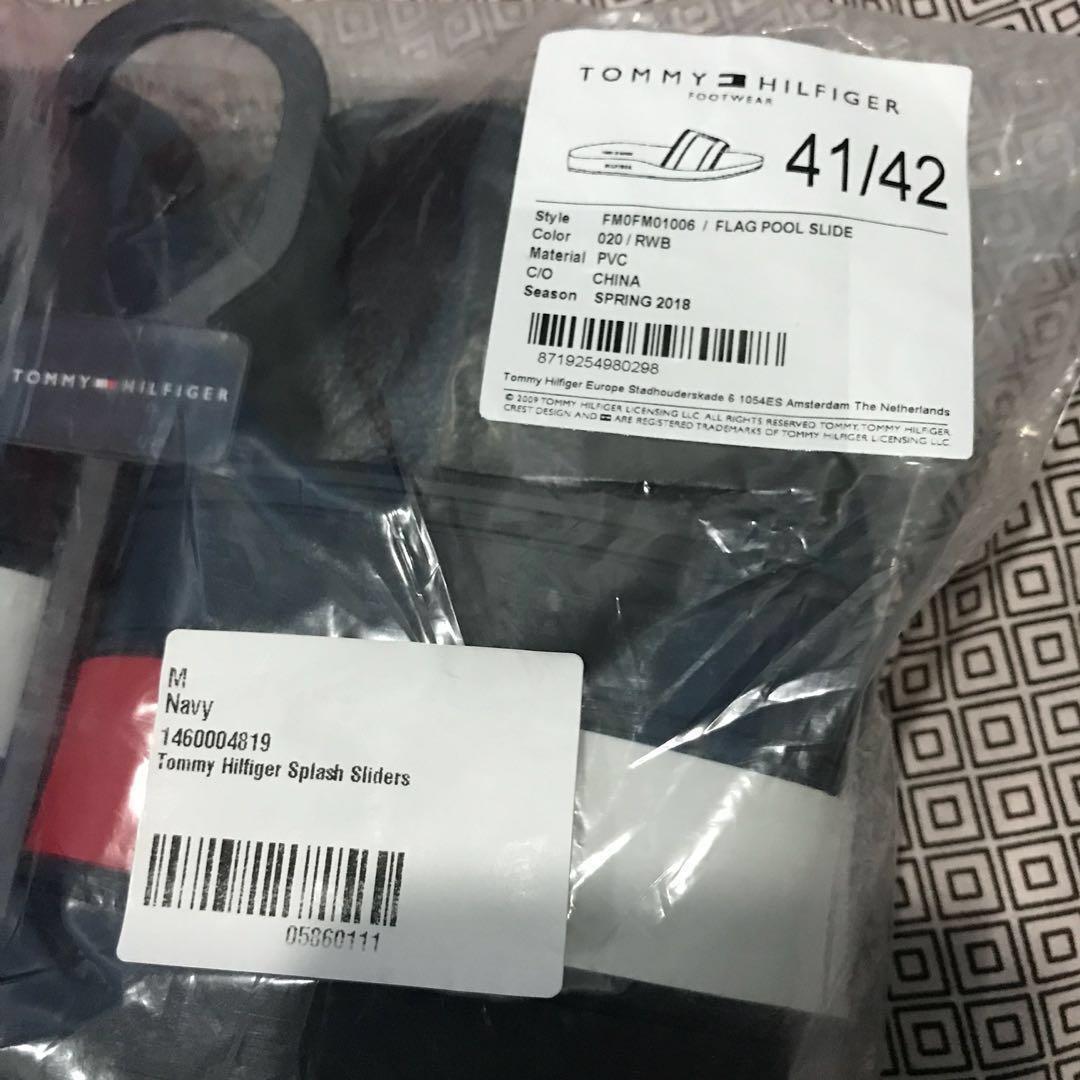 TOMMY HILFIGER
FOOTWEAR
41/42
Style FM0FM01006 / FLAG POOL SLIDE
Color 020 / RWB
Material PVC
C/O CHINA
Season SPRING 2018
8719254980298
Tommy Hilfiger Europe Stadhouderskade 6 1054ES Amsterdam The Netherlands
© 2009 TOMMY HILFIGER LICENSING LLC. ALL RIGHTS RESERVED TOMMY, TOMMY HILFIGER
CREST DESIGN AND ARE REGISTERED TRADEMARKS OF TOMMY HILFIGER LICENSING LLC
TOMMY HILFIGER
M
Navy
1460004819
Tommy Hilfiger Splash Sliders
05860111